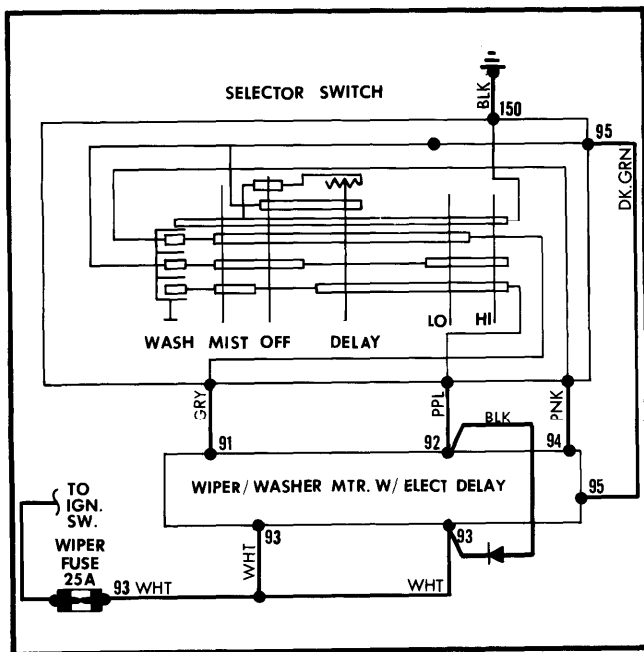 SELECTOR SWITCH
BLK
150
95
DK. GRN
WASH MIST OFF DELAY LO HI
GRY
PPL
PNK
BLK
91
92
94
WIPER/WASHER MTR. W/ELECT DELAY
95
TO
IGN.
SW.
WIPER
FUSE
25A
93
93
WHT
93 WHT
WHT